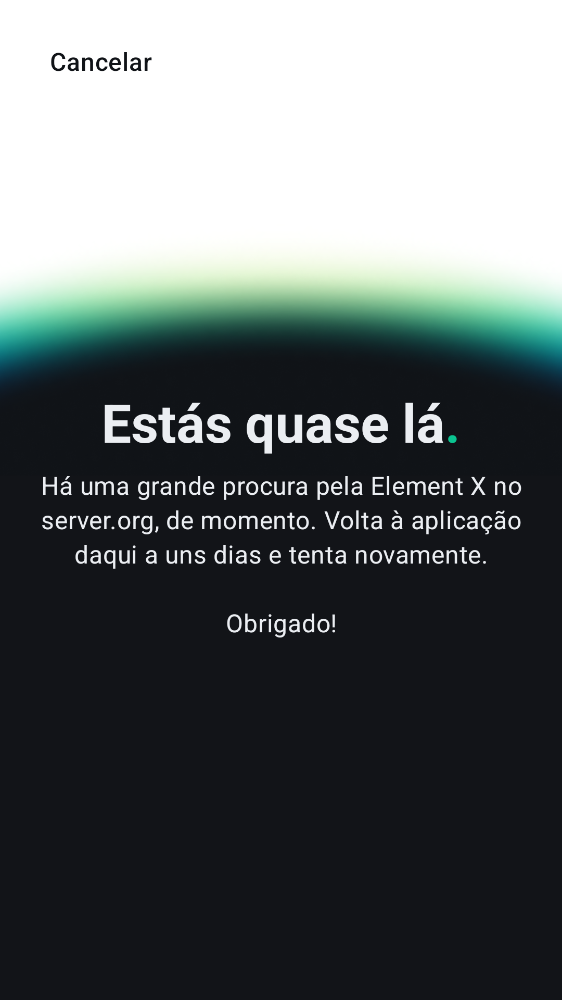 Cancelar
Estás quase lá.
Há uma grande procura pela Element X no
server.org, de momento. Volta à aplicação
daqui a uns dias e tenta novamente.
Obrigado!